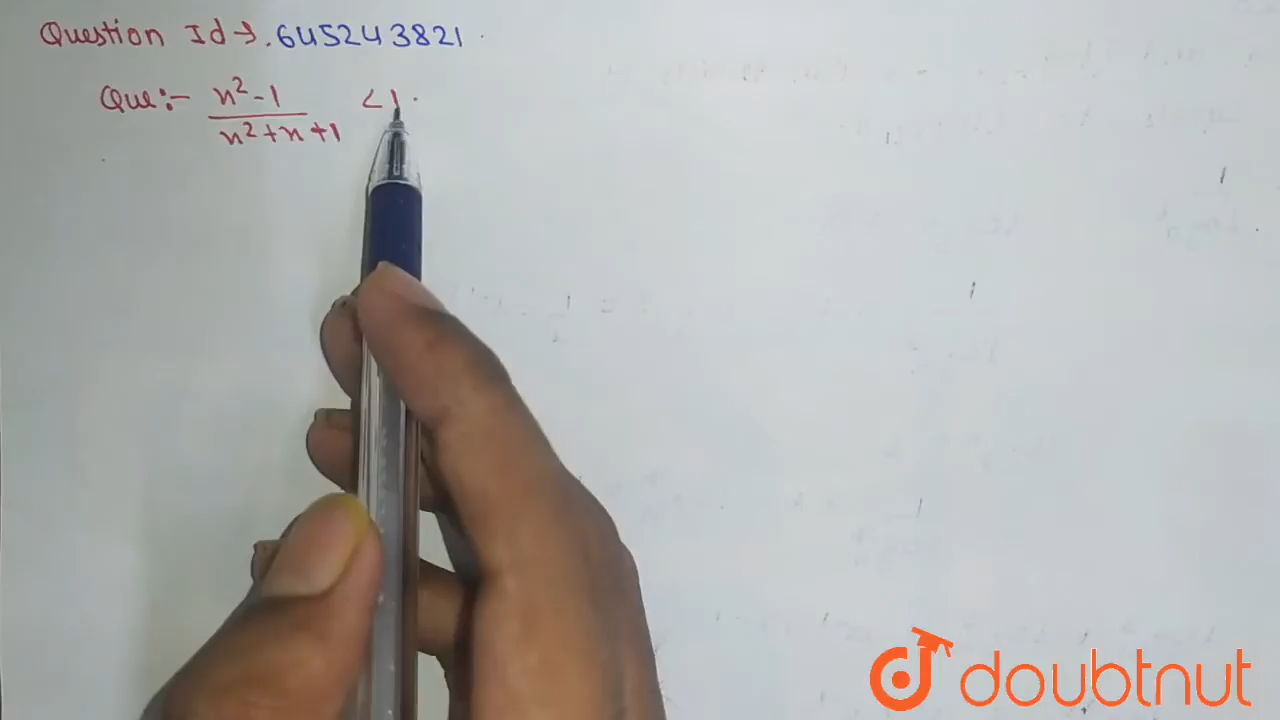 Question Id →. 645243821.
Que:- x²-1 <1.
x²+x+1
doubtnut